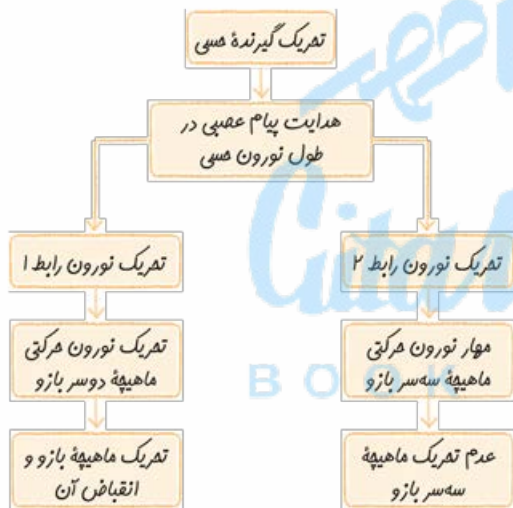 تحریک گیرندهٔ حسی
هدایت پیام عصبی در
طول نورون حسی
تحریک نورون رابط ۲
تحریک نورون رابط ۱
مهار نورون حرکتی
ماهیچهٔ سه‌سر بازو
تحریک نورون حرکتی
ماهیچهٔ دوسر بازو
عدم تحریک ماهیچهٔ
سه‌سر بازو
تحریک ماهیچهٔ بازو و
انقباض آن
BOOK